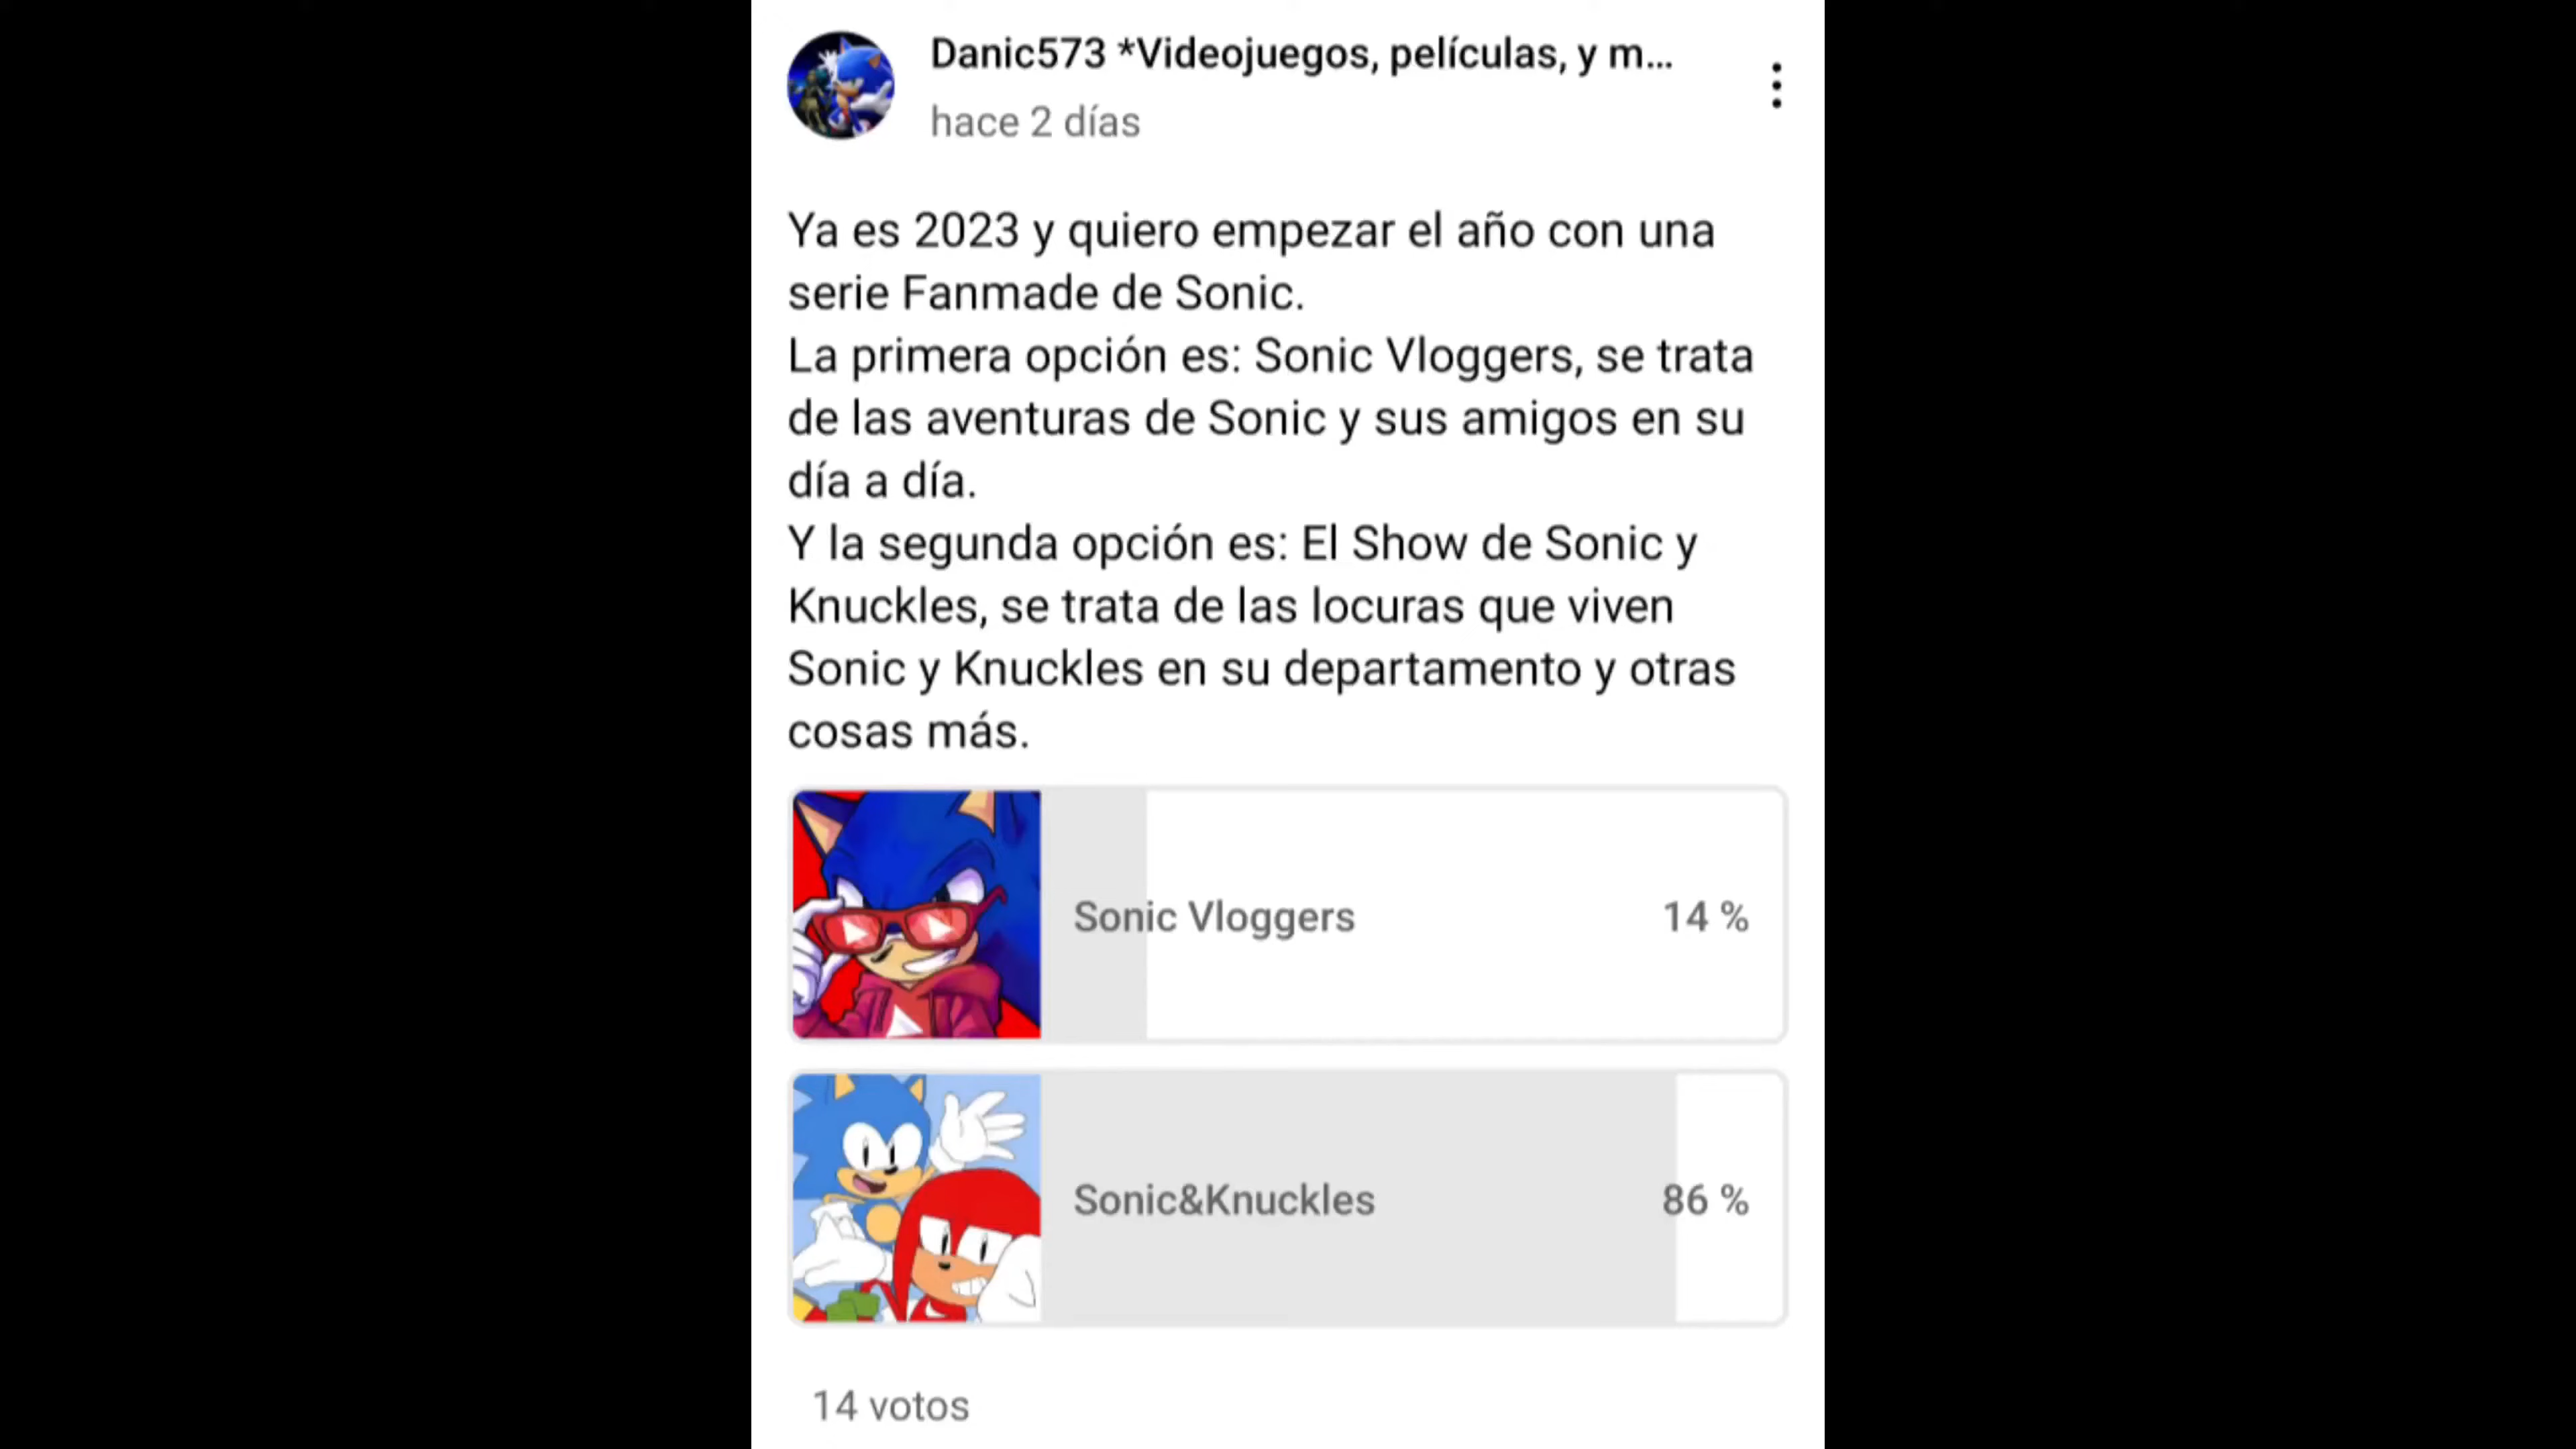 Danic573 *Videojuegos, películas, y m...
hace 2 días
Ya es 2023 y quiero empezar el año con una
serie Fanmade de Sonic.
La primera opción es: Sonic Vloggers, se trata
de las aventuras de Sonic y sus amigos en su
día a día.
Y la segunda opción es: El Show de Sonic y
Knuckles, se trata de las locuras que viven
Sonic y Knuckles en su departamento y otras
cosas más.
Sonic Vloggers 14 %
Sonic&Knuckles 86 %
14 votos